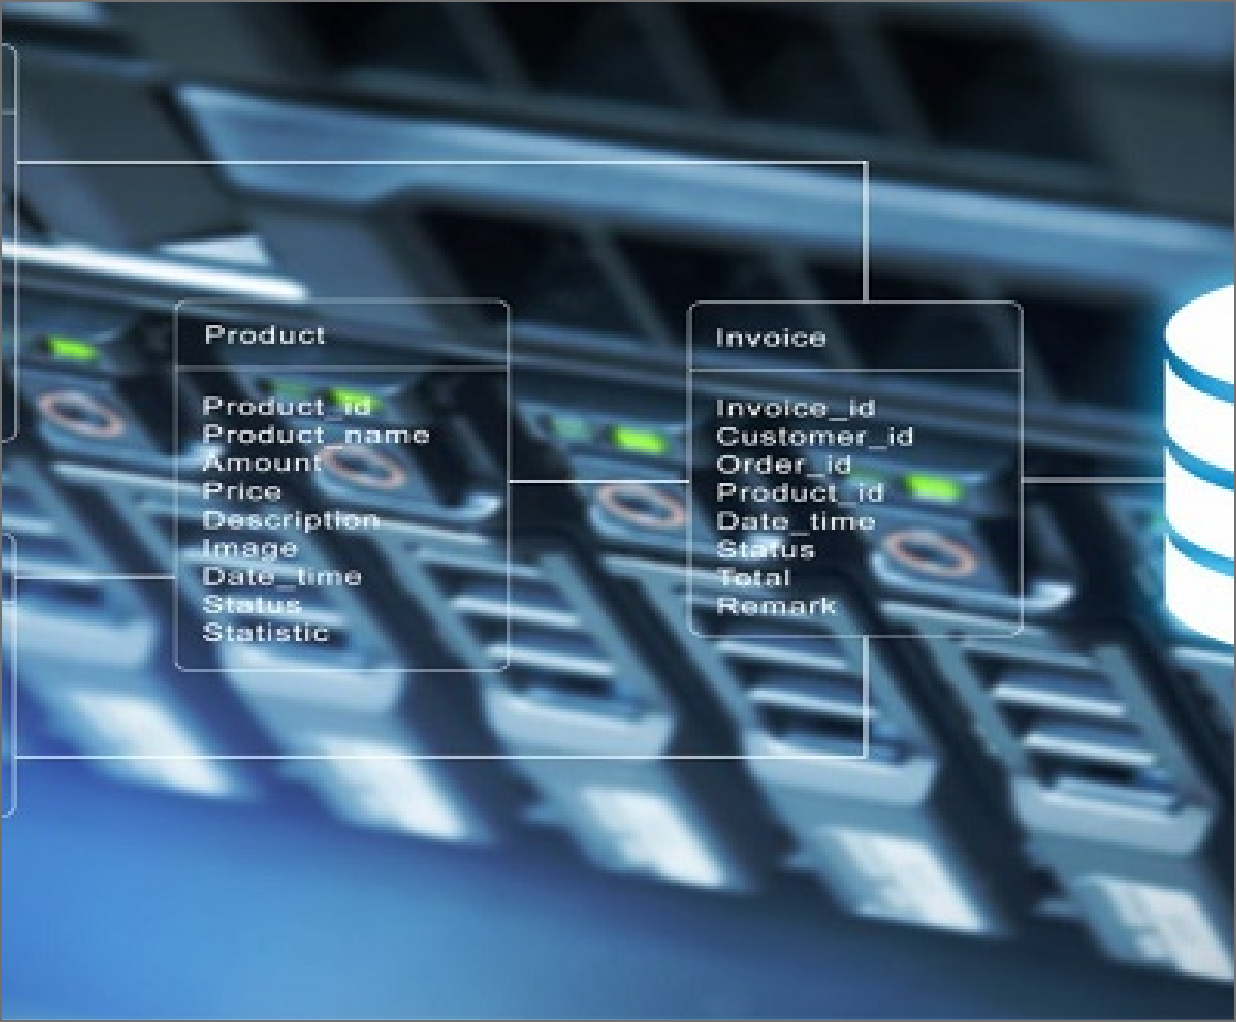 Product
Product_id
Product_name
Amount
Price
Description
Image
Date_time
Status
Statistic
Invoice
Invoice_id
Customer_id
Order_id
Product_id
Date_time
Status
Total
Remark